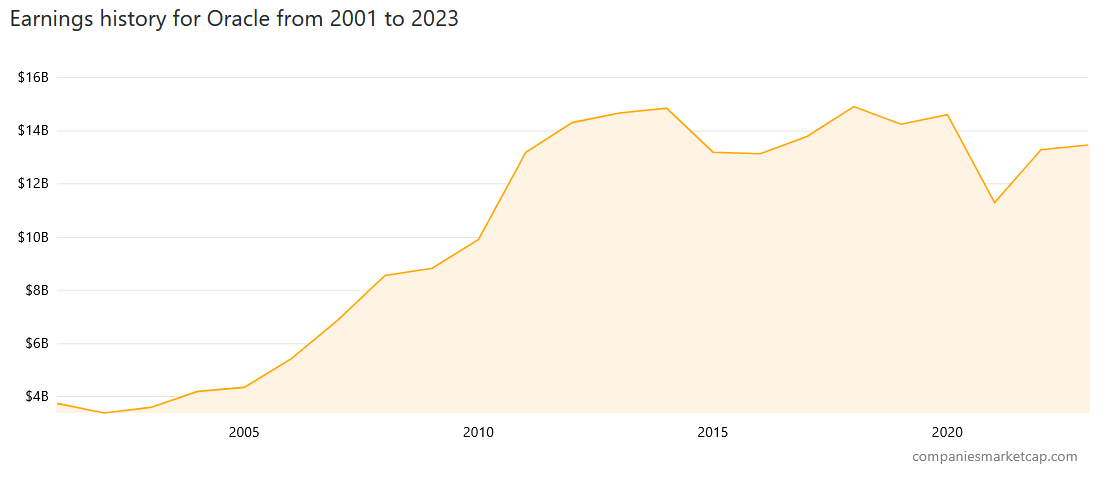 Earnings history for Oracle from 2001 to 2023
$16B
$14B
$12B
$10B
$8B
$6B
$4B
2005 2010 2015 2020
companiesmarketcap.com